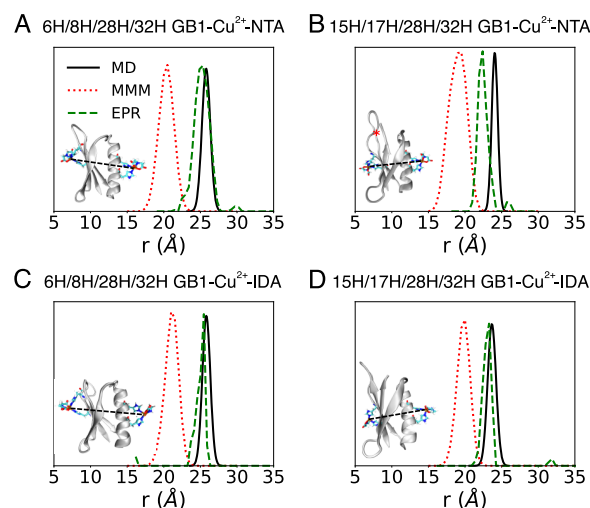 A 6H/8H/28H/32H GB1-Cu²⁺-NTA
MD
MMM
EPR
5 10 15 20 25 30 35
r (Å)
B 15H/17H/28H/32H GB1-Cu²⁺-NTA
5 10 15 20 25 30 35
r (Å)
C 6H/8H/28H/32H GB1-Cu²⁺-IDA
5 10 15 20 25 30 35
r (Å)
D 15H/17H/28H/32H GB1-Cu²⁺-IDA
5 10 15 20 25 30 35
r (Å)